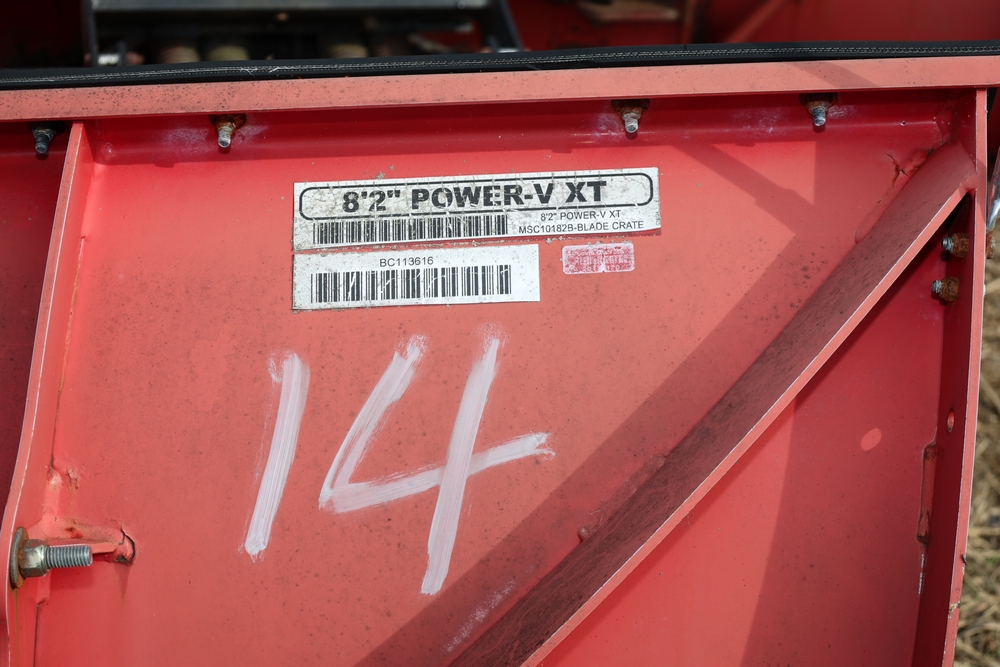 8'2" POWER-V XT
8'2" POWER-V XT
MSC10182B-BLADE CRATE
BC113616
14